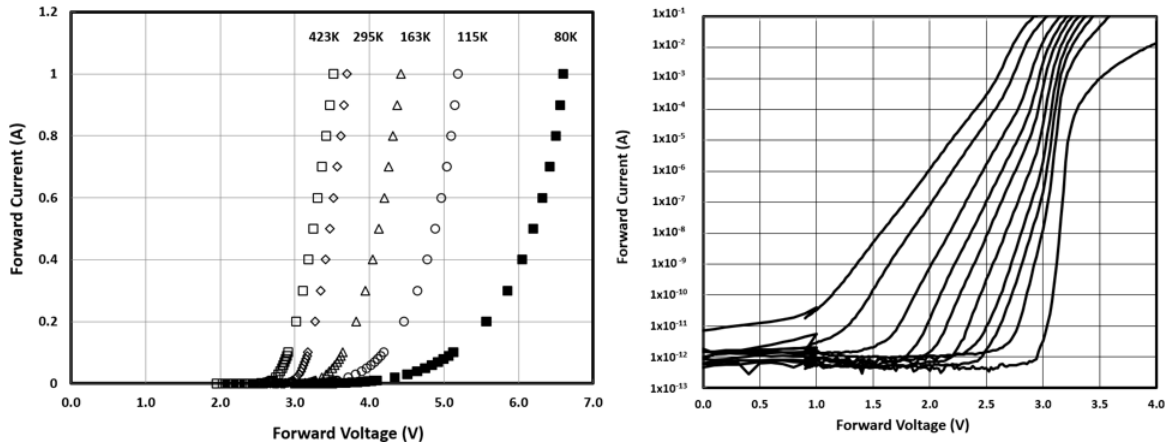 423K 295K 163K 115K 80K
1
0.8
0.6
0.4
0.2
0
0.0 1.0 2.0 3.0 4.0 5.0 6.0 7.0
Forward Voltage (V)
Forward Current (A)
1x10⁻¹
1x10⁻²
1x10⁻³
1x10⁻⁴
1x10⁻⁵
1x10⁻⁶
1x10⁻⁷
1x10⁻⁸
1x10⁻⁹
1x10⁻¹⁰
1x10⁻¹¹
1x10⁻¹²
1x10⁻¹³
0.0 0.5 1.0 1.5 2.0 2.5 3.0 3.5 4.0
Forward Voltage (V)
Forward Current (A)